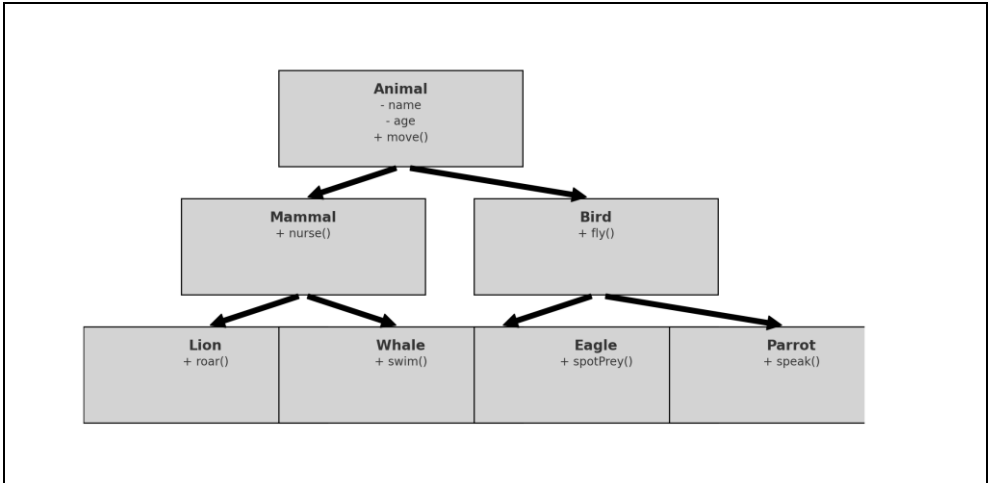 Animal
- name
- age
+ move()
Mammal
+ nurse()
Bird
+ fly()
Lion
+ roar()
Whale
+ swim()
Eagle
+ spotPrey()
Parrot
+ speak()